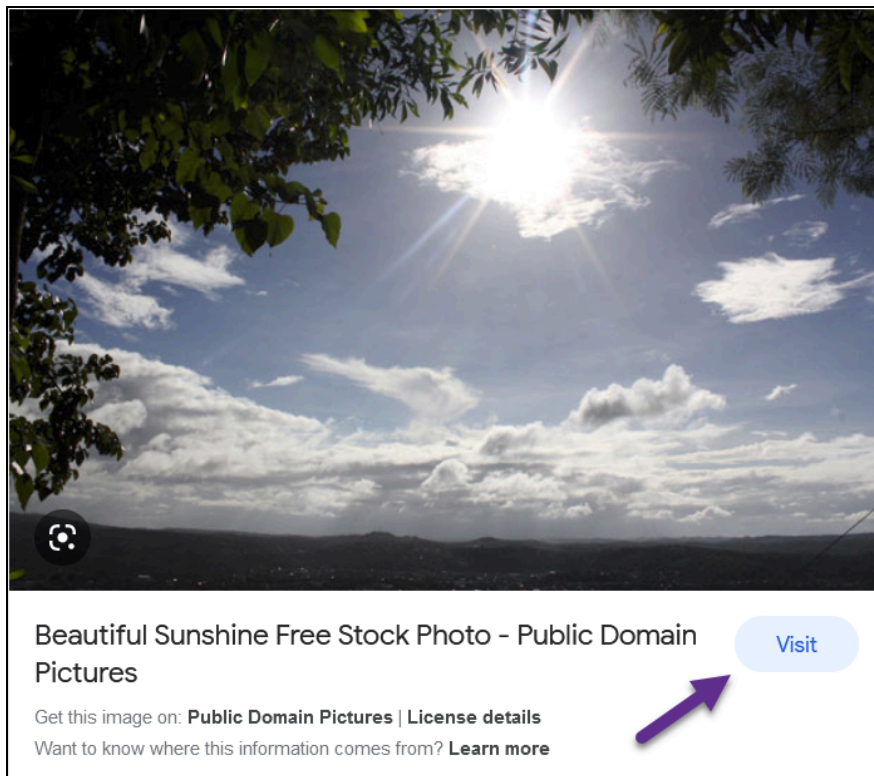 Beautiful Sunshine Free Stock Photo - Public Domain
Pictures
Visit
Get this image on: Public Domain Pictures | License details
Want to know where this information comes from? Learn more